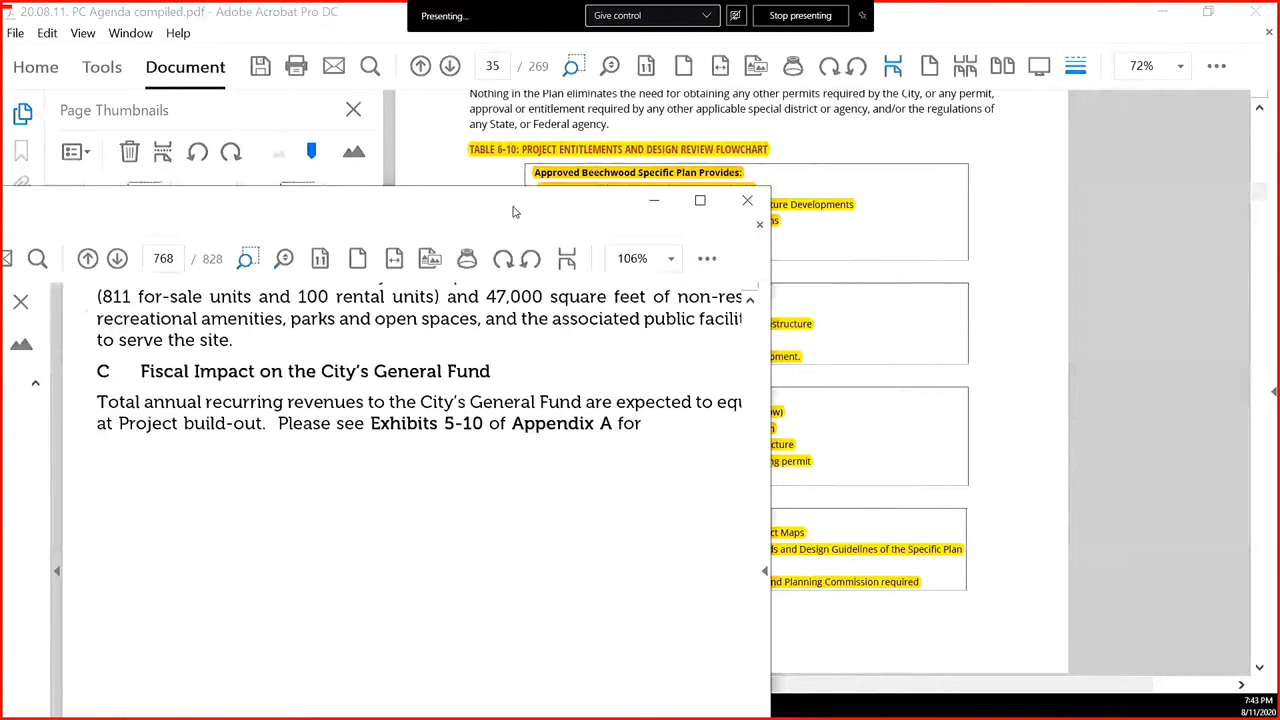 20.08.11. PC Agenda compiled.pdf - Adobe Acrobat Pro DC
Presenting...
Give control
Stop presenting
File Edit View Window Help
Home Tools Document
35 / 269
72%
Page Thumbnails
Nothing in the Plan eliminates the need for obtaining any other permits required by the City, or any permit,
approval or entitlement required by any other applicable special district or agency, and/or the regulations of
any State, or Federal agency.
TABLE 6-10: PROJECT ENTITLEMENTS AND DESIGN REVIEW FLOWCHART
Approved Beechwood Specific Plan Provides:
ture Developments
ns
768 / 828
106%
(811 for-sale units and 100 rental units) and 47,000 square feet of non-res
recreational amenities, parks and open spaces, and the associated public facilit
to serve the site.
C Fiscal Impact on the City's General Fund
Total annual recurring revenues to the City's General Fund are expected to equ
at Project build-out. Please see Exhibits 5-10 of Appendix A for
structure
pment.
ow)
n
cture
ng permit
ct Maps
ds and Design Guidelines of the Specific Plan
nd Planning Commission required
7:43 PM
8/11/2020